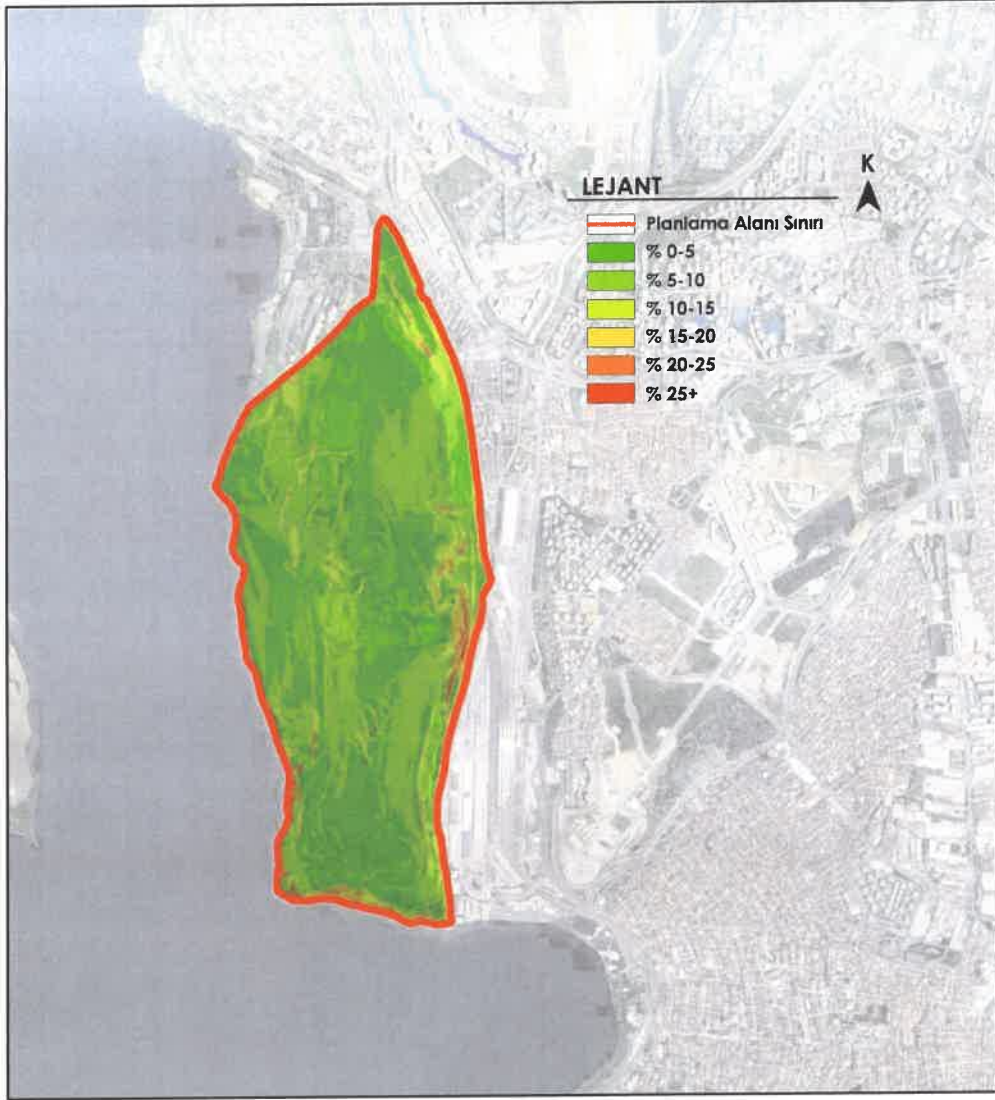 K
LEJANT
Planlama Alanı Sınırı
% 0-5
% 5-10
% 10-15
% 15-20
% 20-25
% 25+